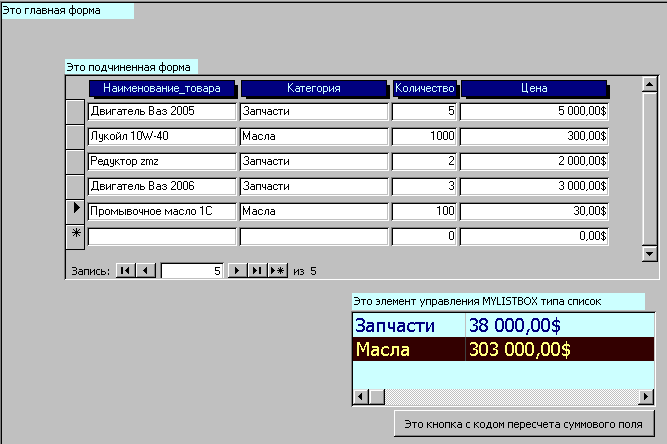 Это главная форма
Это подчиненная форма
Наименование_товара Категория Количество Цена
Двигатель Ваз 2005 Запчасти 5 5 000,00$
Лукойл 10W-40 Масла 1000 300,00$
Редуктор zmz Запчасти 2 2 000,00$
Двигатель Ваз 2006 Запчасти 3 3 000,00$
Промывочное масло 1С Масла 100 30,00$
0 0,00$
Запись: 5 из 5
Это элемент управления MYLISTBOX типа список
Запчасти 38 000,00$
Масла 303 000,00$
Это кнопка с кодом пересчета суммового поля